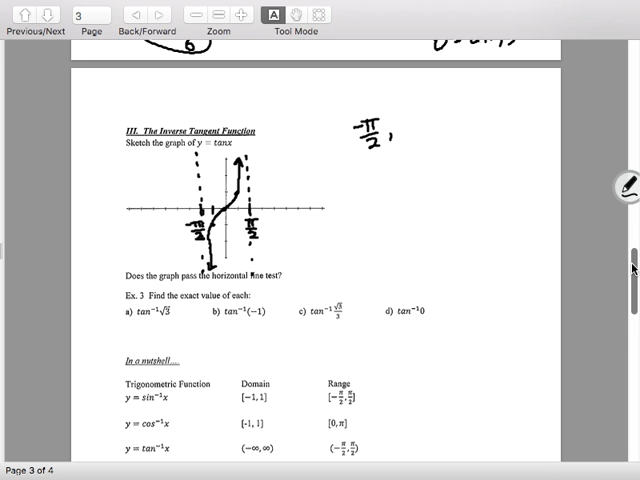 3
A
Previous/Next Page Back/Forward Zoom Tool Mode
6
III. The Inverse Tangent Function
Sketch the graph of y = tanx
-π/2,
-π/2 π/2
Does the graph pass the horizontal line test?
Ex. 3 Find the exact value of each:
a) tan⁻¹√3 b) tan⁻¹(−1) c) tan⁻¹ √3/3 d) tan⁻¹0
In a nutshell....
Trigonometric Function Domain Range
y = sin⁻¹x [−1,1] [−π/2, π/2]
y = cos⁻¹x [-1, 1] [0, π]
y = tan⁻¹x (−∞, ∞) (−π/2, π/2)
Page 3 of 4